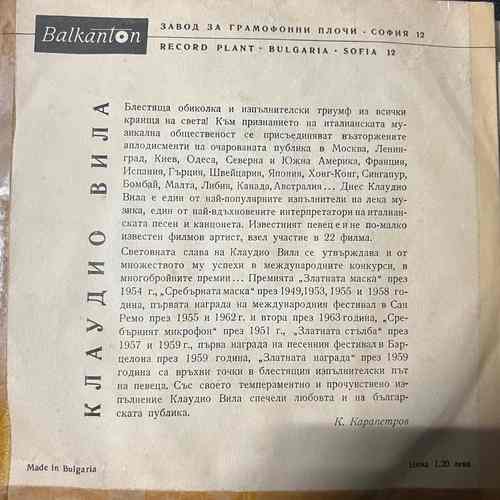 Balkanton
ЗАВОД ЗА ГРАМОФОННИ ПЛОЧИ · СОФИЯ 12
RECORD PLANT · BULGARIA · SOFIA 12
КЛАУДИО ВИЛА
Блестяща обиколка и изпълнителски триумф из всички
краища на света! Към признанието на италианската му-
зикална общественост се присъединяват възторжените
аплодисменти на очарованата публика в Москва, Ленин-
град, Киев, Одеса, Северна и Южна Америка, Франция,
Испания, Гърция, Швейцария, Япония, Хонг-Конг, Сингапур,
Бомбай, Малта, Либия, Канада, Австралия... Днес Клаудио
Вила е един от най-популярните изпълнители на лека му-
зика, един от най-вдъхновените интерпретатори на италиан-
ската песен и канцонета. Известният певец е и не по-малко
известен филмов артист, взел участие в 22 филма.
Световната слава на Клаудио Вила се утвърждава и от
множеството му успехи в международните конкурси, в
многобройните премии... Премията „Златната маска“ през
1954 г., „Сребърната маска“ през 1949, 1953, 1955 и 1958 го-
дина, първата награда на международния фестивал в Сан
Ремо през 1955 и 1962 г. и втора през 1963 година, „Сре-
бърният микрофон“ през 1951 г., „Златната стълба“ през
1957 и 1959 г., първа награда на песенния фестивал в Бар-
целона през 1959 година, „Златната награда“ през 1959
година са връхни точки в блестящия изпълнителски път
на певеца. Със своето темпераментно и прочувствено из-
пълнение Клаудио Вила спечели любовта и на българ-
ската публика.
К. Карапетров
Made in Bulgaria
Цена 1,20 лева